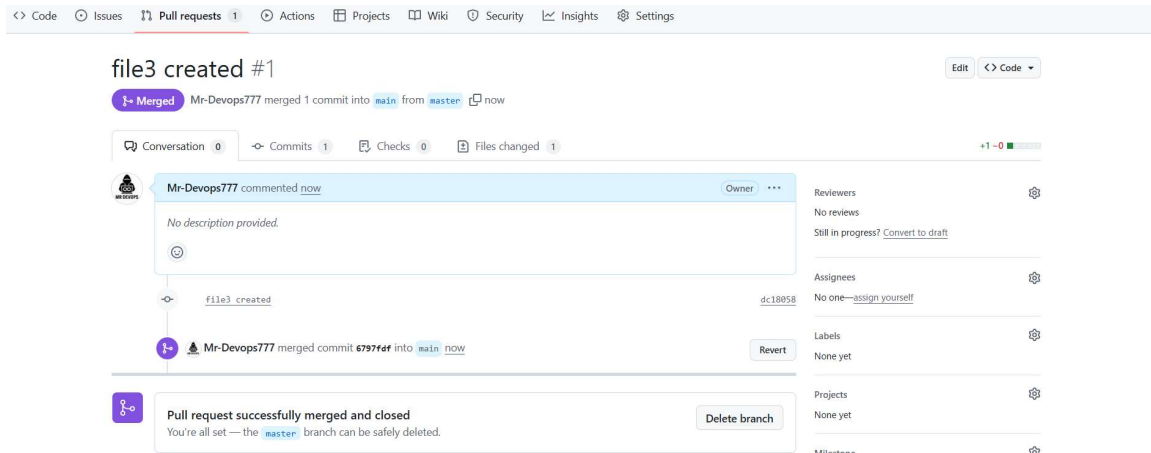 <> Code Issues Pull requests 1 Actions Projects Wiki Security Insights Settings
file3 created #1
Edit <> Code
Merged Mr-Devops777 merged 1 commit into main from master now
Conversation 0 Commits 1 Checks 0 Files changed 1 +1 −0
MR DEVOPS
Mr-Devops777 commented now Owner ...
No description provided.
file3 created dc18058
Mr-Devops777 merged commit 6797fdf into main now Revert
Pull request successfully merged and closed
You're all set — the master branch can be safely deleted.
Delete branch
Reviewers
No reviews
Still in progress? Convert to draft
Assignees
No one—assign yourself
Labels
None yet
Projects
None yet
Milestone